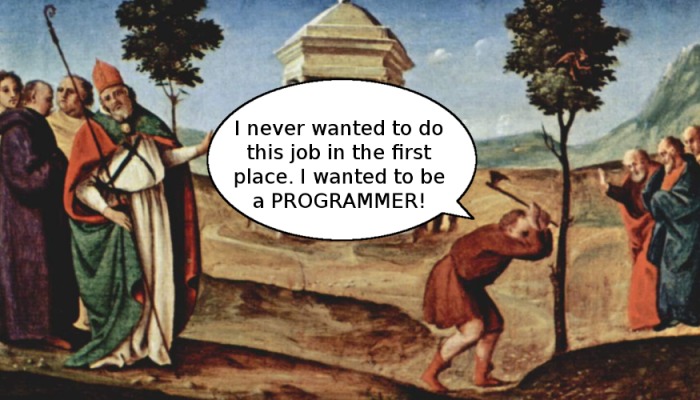 I never wanted to do
this job in the first
place. I wanted to be
a PROGRAMMER!